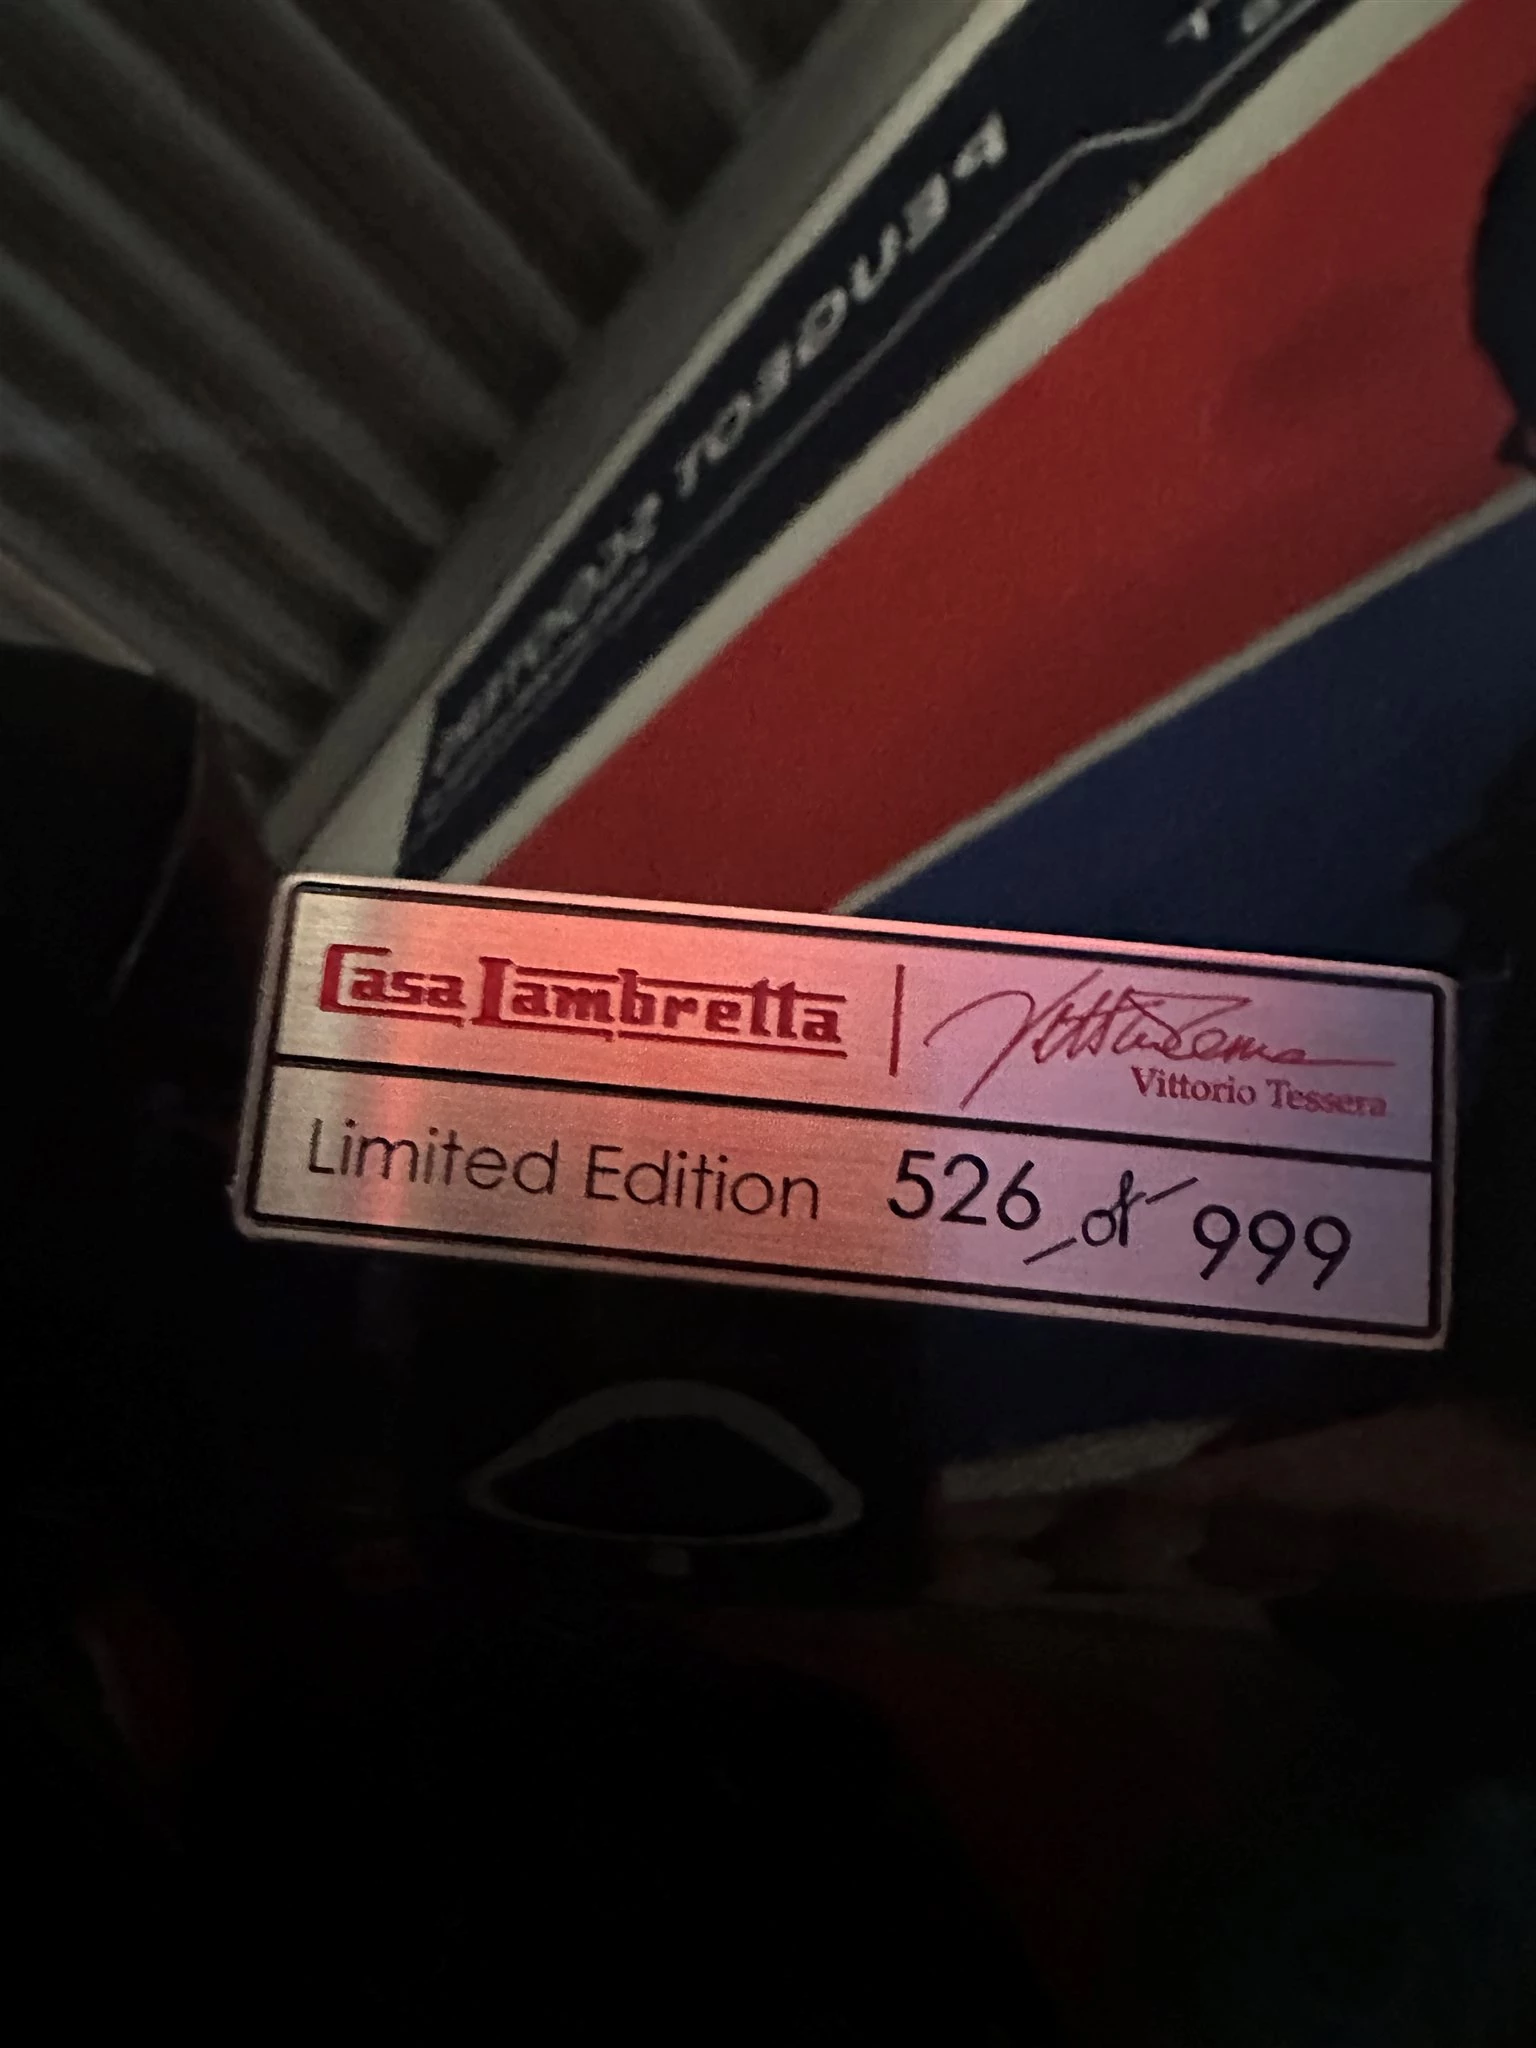 Casa Lambretta
Vittorio Tessera
Limited Edition 526 of 999